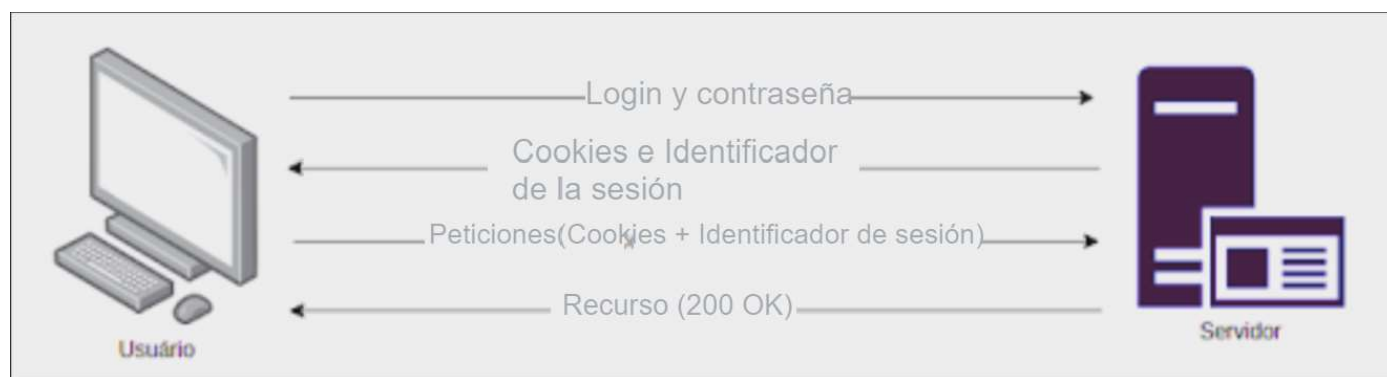 Login y contraseña
Cookies e Identificador
de la sesión
Peticiones(Cookies + Identificador de sesión)
Recurso (200 OK)
Usuário
Servidor